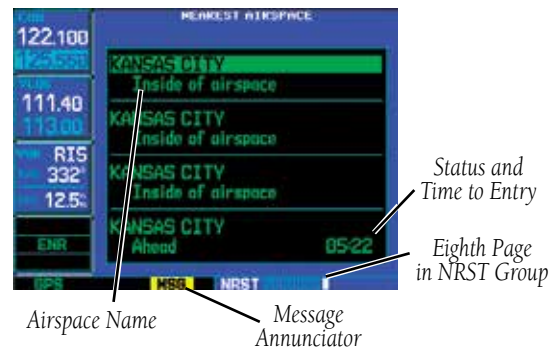 COM
NEAREST AIRSPACE
122.100
125.550
VLOC
111.40
113.00
KANSAS CITY
Inside of airspace
KANSAS CITY
Inside of airspace
KANSAS CITY
Inside of airspace
KANSAS CITY
Ahead 05:22
RIS
332°
12.5
ENR
GPS
MSG
NRST
Status and
Time to Entry
Eighth Page
in NRST Group
Airspace Name
Message
Annunciator